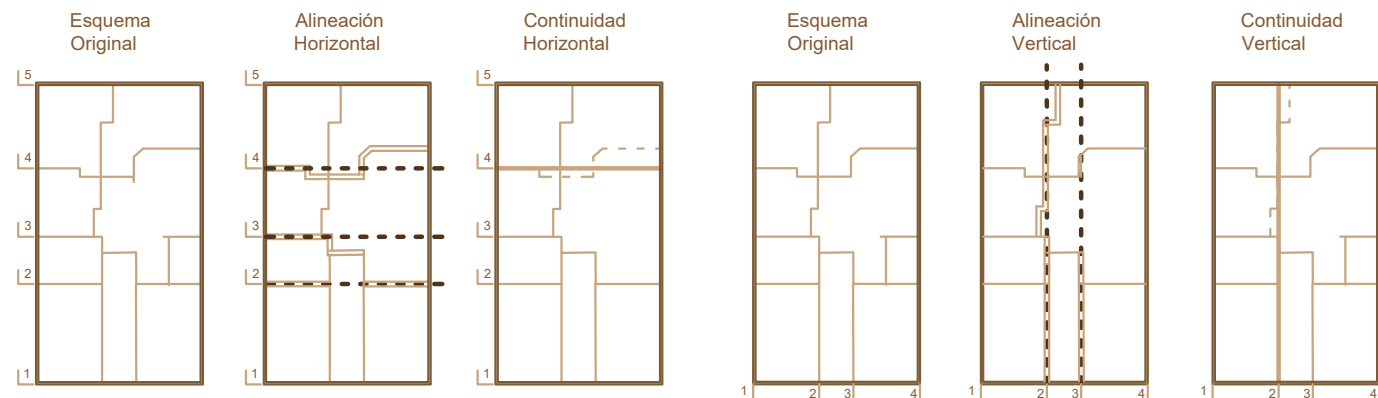 Esquema
Original
Alineación
Horizontal
Continuidad
Horizontal
Esquema
Original
Alineación
Vertical
Continuidad
Vertical
5
5
5
4
4
4
3
3
3
2
2
2
1
1
1
1 2 3 4
1 2 3 4
1 2 3 4